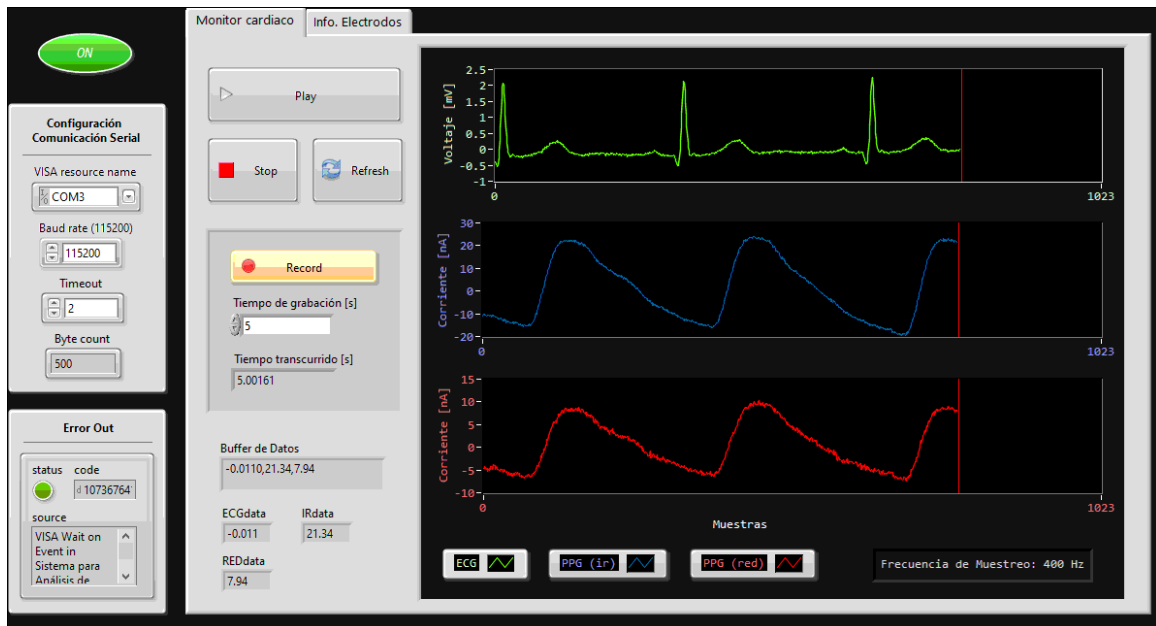 Monitor cardiaco
Info. Electrodos
ON
Configuración
Comunicación Serial
VISA resource name
COM3
Baud rate (115200)
115200
Timeout
2
Byte count
500
Error Out
status code
d 10736764
source
VISA Wait on
Event in
Sistema para
Análisis de
Play
Stop
Refresh
Record
Tiempo de grabación [s]
5
Tiempo transcurrido [s]
5.00161
Buffer de Datos
-0.0110,21.34,7.94
ECGdata IRdata
-0.011 21.34
REDdata
7.94
Voltaje [mV]
2.5
2
1.5
1
0.5
0
-0.5
-1
0 1023
Corriente [nA]
30
20
10
0
-10
-20
0 1023
Corriente [nA]
15
10
5
0
-5
-10
0 1023
Muestras
ECG
PPG (ir)
PPG (red)
Frecuencia de Muestreo: 400 Hz